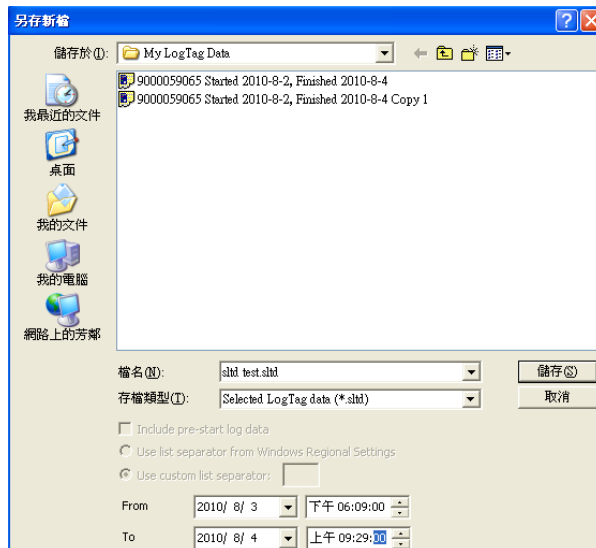 另存新檔
儲存於(I): My LogTag Data
9000059065 Started 2010-8-2, Finished 2010-8-4
9000059065 Started 2010-8-2, Finished 2010-8-4 Copy 1
我最近的文件
桌面
我的文件
我的電腦
網路上的芳鄰
檔名(N): sltd test.sltd 儲存(S)
存檔類型(T): Selected LogTag data (*.sltd) 取消
Include pre-start log data
Use list separator from Windows Regional Settings
Use custom list separator:
From 2010/ 8/ 3 下午 06:09:00
To 2010/ 8/ 4 上午 09:29:00